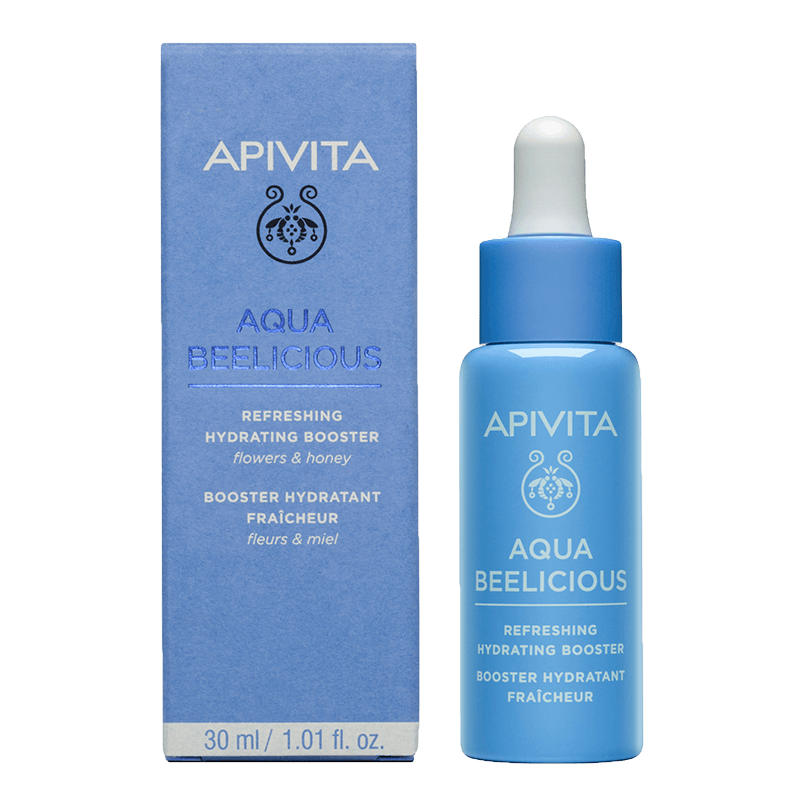 APIVITA
AQUA
BEELICIOUS
REFRESHING
HYDRATING BOOSTER
flowers & honey
BOOSTER HYDRATANT
FRAÎCHEUR
fleurs & miel
30 ml / 1.01 fl. oz.
APIVITA
AQUA
BEELICIOUS
REFRESHING
HYDRATING BOOSTER
BOOSTER HYDRATANT
FRAÎCHEUR